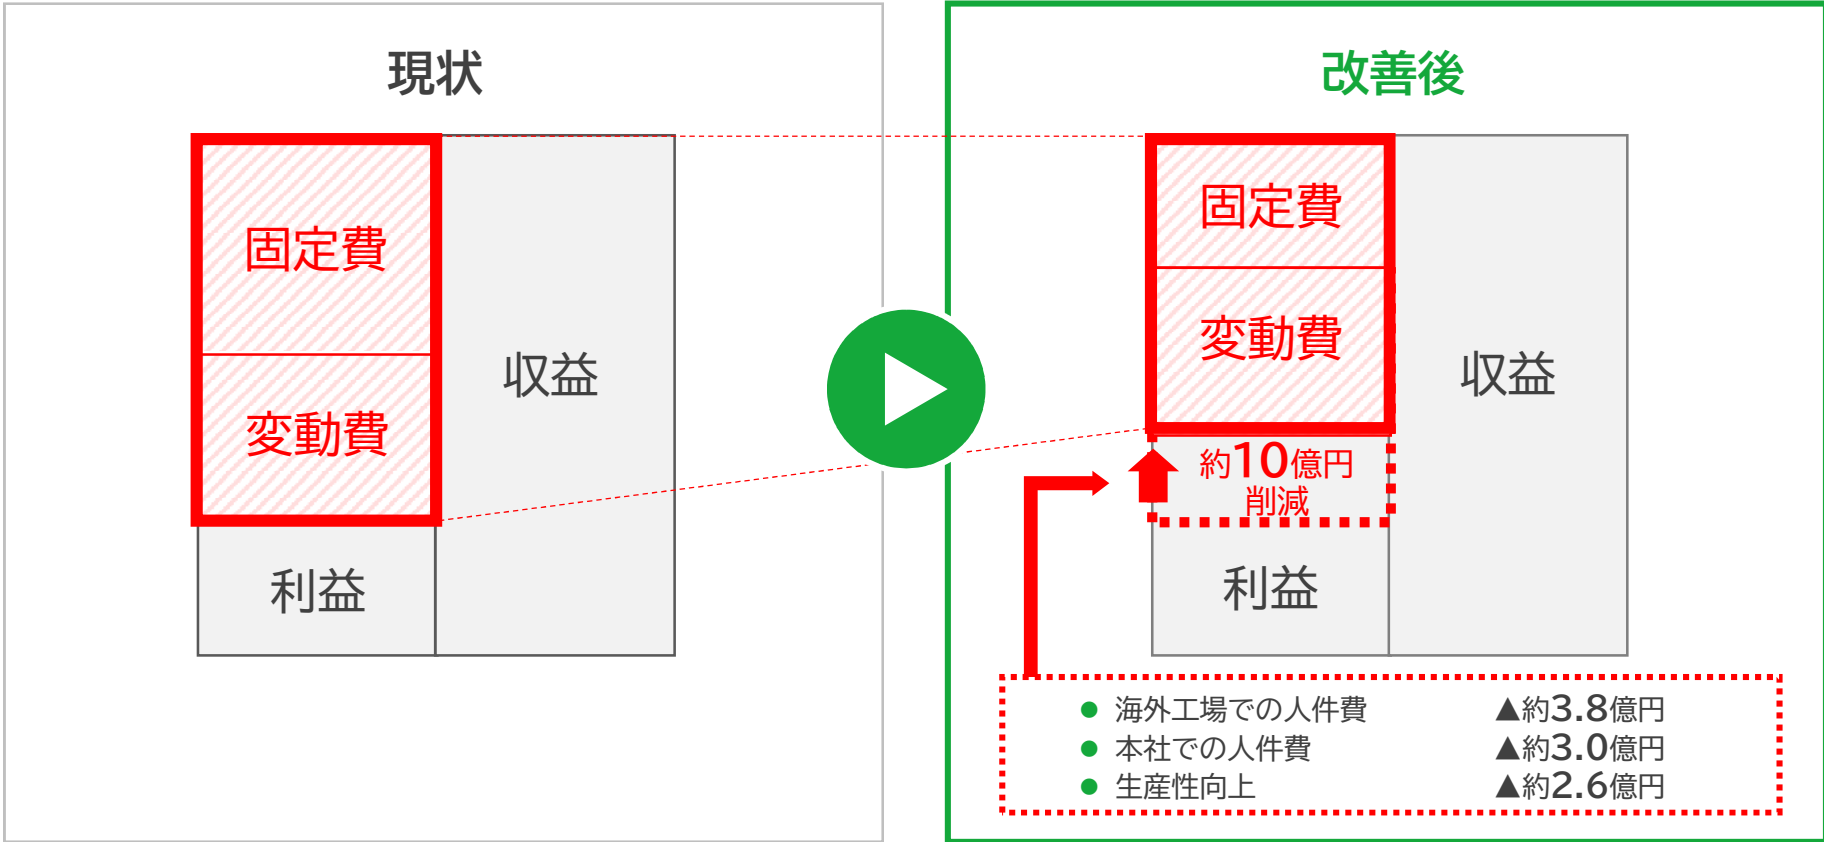 現状
固定費
変動費
収益
利益
改善後
固定費
変動費
収益
約10億円
削減
利益
● 海外工場での人件費 ▲約3.8億円
● 本社での人件費 ▲約3.0億円
● 生産性向上 ▲約2.6億円